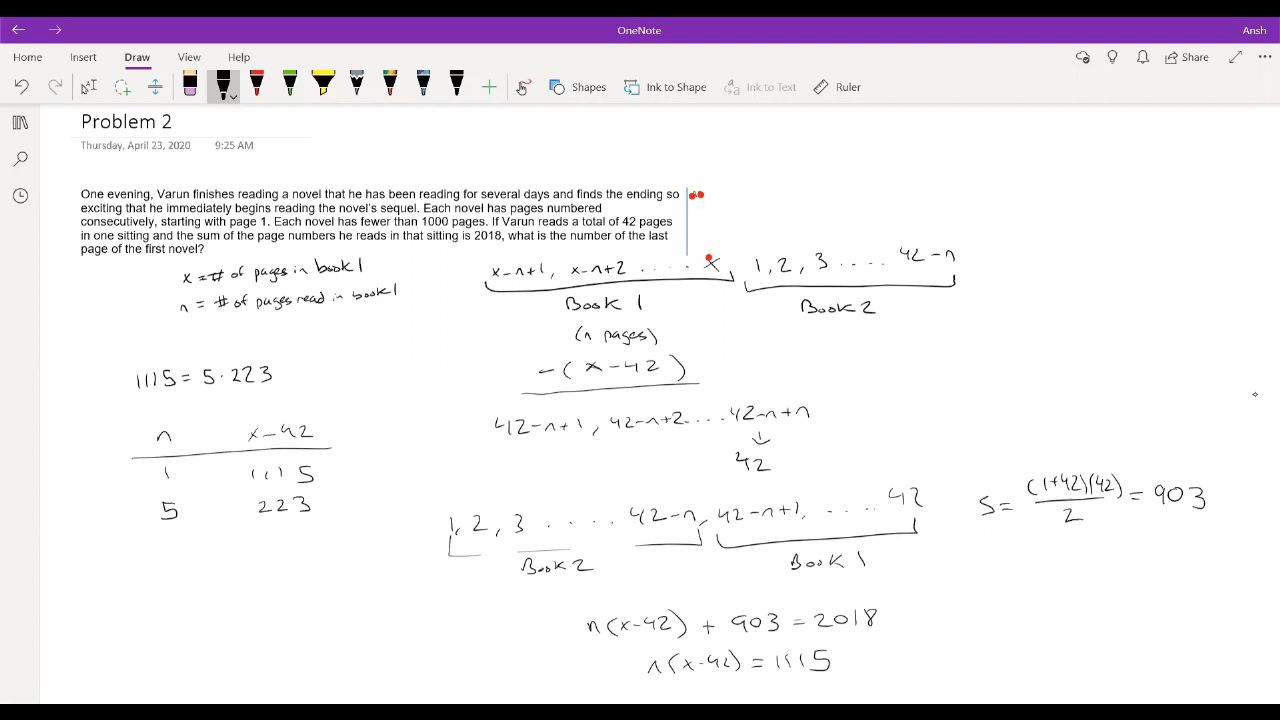 OneNote
Ansh
Home Insert Draw View Help
Share
Shapes Ink to Shape Ink to Text Ruler
Problem 2
Thursday, April 23, 2020 9:25 AM
One evening, Varun finishes reading a novel that he has been reading for several days and finds the ending so
exciting that he immediately begins reading the novel's sequel. Each novel has pages numbered
consecutively, starting with page 1. Each novel has fewer than 1000 pages. If Varun reads a total of 42 pages
in one sitting and the sum of the page numbers he reads in that sitting is 2018, what is the number of the last
page of the first novel?
x = # of pages in book 1
n = # of pages read in book 1
x-n+1, x-n+2 ..... x 1, 2, 3 ..... 42-n
Book 1 Book 2
(n pages)
-(x-42)
42-n+1, 42-n+2....42-n+n
42
1115 = 5·223
n x-42
1 1115
5 223
1, 2, 3 ..... 42-n, 42-n+1, ..... 42
Book 2 Book 1
S = (1+42)(42)/2 = 903
n(x-42) + 903 = 2018
n(x-42) = 1115